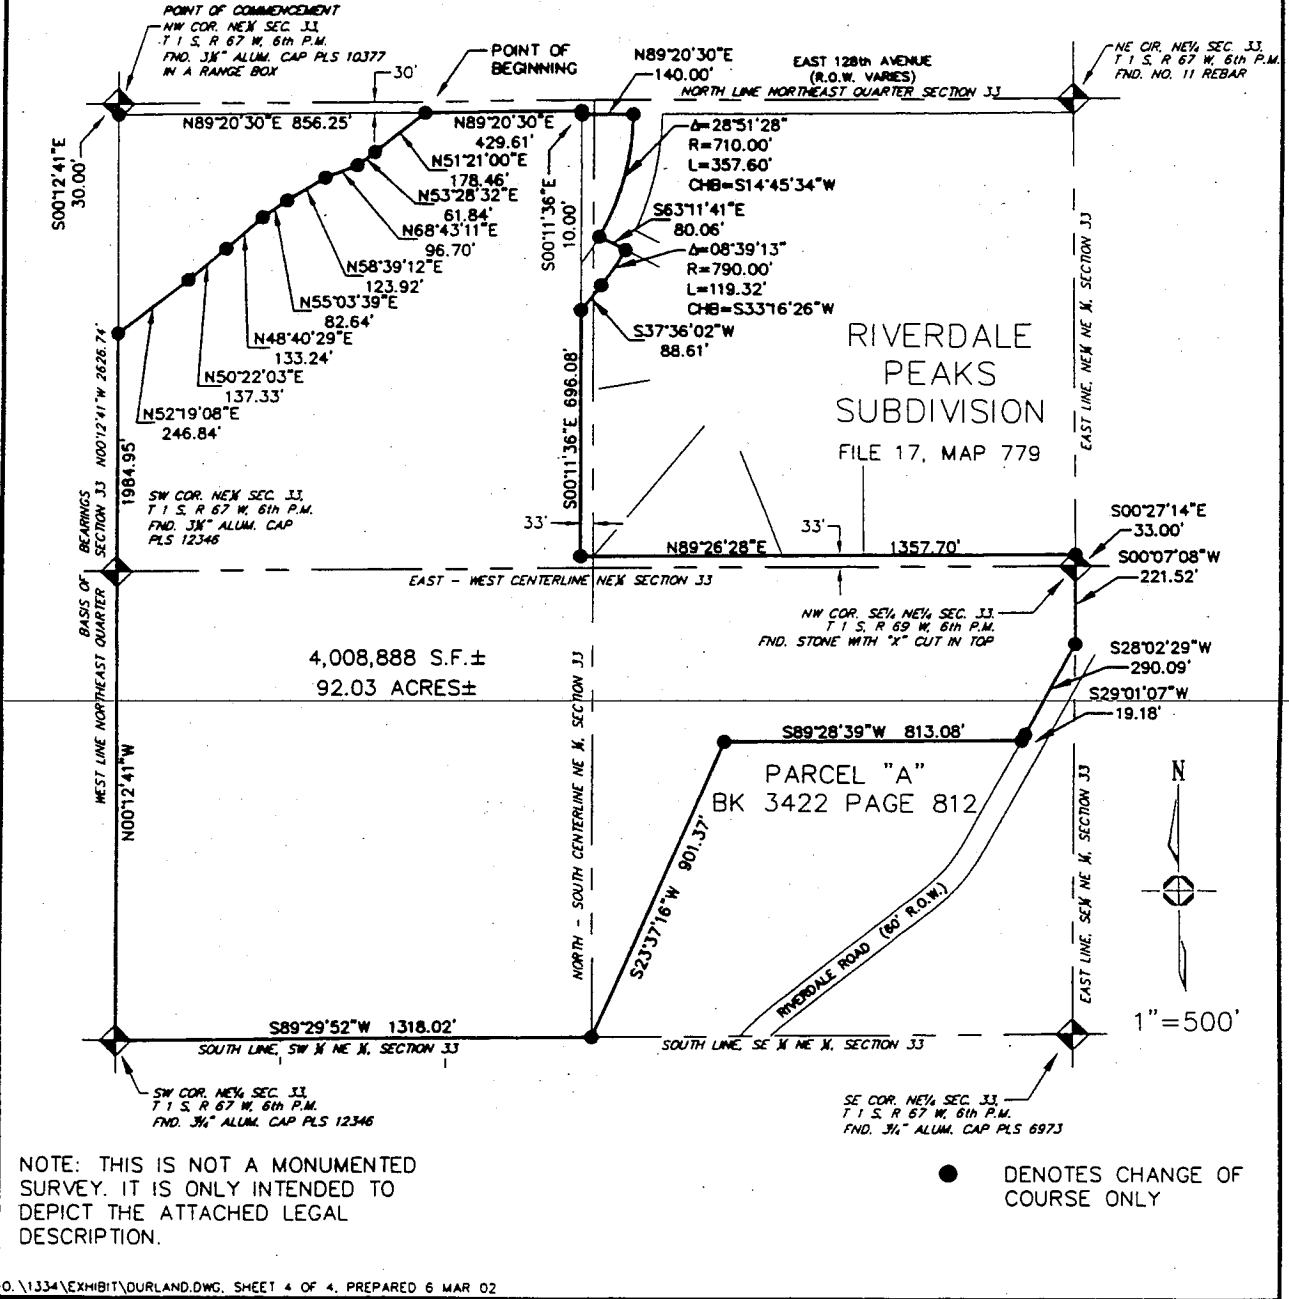 POINT OF COMMENCEMENT
NW COR. NE¼ SEC. 33,
T 1 S, R 67 W, 6th P.M.
FND. 3¼" ALUM. CAP PLS 10377
IN A RANGE BOX
30'
POINT OF
BEGINNING
N89°20'30"E
140.00'
EAST 128th AVENUE
(R.O.W. VARIES)
NORTH LINE NORTHEAST QUARTER SECTION 33
NE CIR. NE¼ SEC. 33,
T 1 S, R 67 W, 6th P.M.
FND. NO. 11 REBAR
S00°12'41"E
30.00'
N89°20'30"E 856.25'
N89°20'30"E
429.61'
N51°21'00"E
178.46'
N53°28'32"E
61.84'
N68°43'11"E
96.70'
N58°39'12"E
123.92'
N55°03'39"E
82.64'
N48°40'29"E
133.24'
N50°22'03"E
137.33'
N52°19'08"E
246.84'
S00°11'36"E
10.00'
Δ=28°51'28"
R=710.00'
L=357.60'
CHB=S14°45'34"W
S63°11'41"E
80.06'
Δ=08°39'13"
R=790.00'
L=119.32'
CHB=S33°16'26"W
S37°36'02"W
88.61'
RIVERDALE
PEAKS
SUBDIVISION
FILE 17, MAP 779
EAST LINE, NE¼ NE ¼, SECTION 33
S00°11'36"E 696.08'
1984.95'
BASIS OF BEARINGS
WEST LINE NORTHEAST QUARTER SECTION 33 N00°12'41"W 2626.74'
SW COR. NE¼ SEC. 33,
T 1 S, R 67 W, 6th P.M.
FND. 3¼" ALUM. CAP
PLS 12346
33'
33'
N89°26'28"E 1357.70'
S00°27'14"E
33.00'
S00°07'08"W
221.52'
EAST - WEST CENTERLINE NE¼ SECTION 33
NW COR. SE¼ NE¼ SEC. 33,
T 1 S, R 69 W, 6th P.M.
FND. STONE WITH "X" CUT IN TOP
4,008,888 S.F.±
92.03 ACRES±
S28°02'29"W
290.09'
S29°01'07"W
19.18'
S89°28'39"W 813.08'
PARCEL "A"
BK 3422 PAGE 812
N00°12'41"W
NORTH - SOUTH CENTERLINE NE ¼, SECTION 33
S23°37'16"W 901.37'
RIVERDALE ROAD (60' R.O.W.)
EAST LINE, SE¼ NE ¼, SECTION 33
N
1"=500'
S89°29'52"W 1318.02'
SOUTH LINE, SW ¼ NE ¼, SECTION 33
SOUTH LINE, SE ¼ NE ¼, SECTION 33
SW COR. NE¼ SEC. 33,
T 1 S, R 67 W, 6th P.M.
FND. 3¼" ALUM. CAP PLS 12346
SE COR. NE¼ SEC. 33,
T 1 S, R 67 W, 6th P.M.
FND. 3¼" ALUM. CAP PLS 6973
NOTE: THIS IS NOT A MONUMENTED
SURVEY. IT IS ONLY INTENDED TO
DEPICT THE ATTACHED LEGAL
DESCRIPTION.
DENOTES CHANGE OF
COURSE ONLY
O.\1334\EXHIBIT\DURLAND.DWG, SHEET 4 OF 4, PREPARED 6 MAR 02